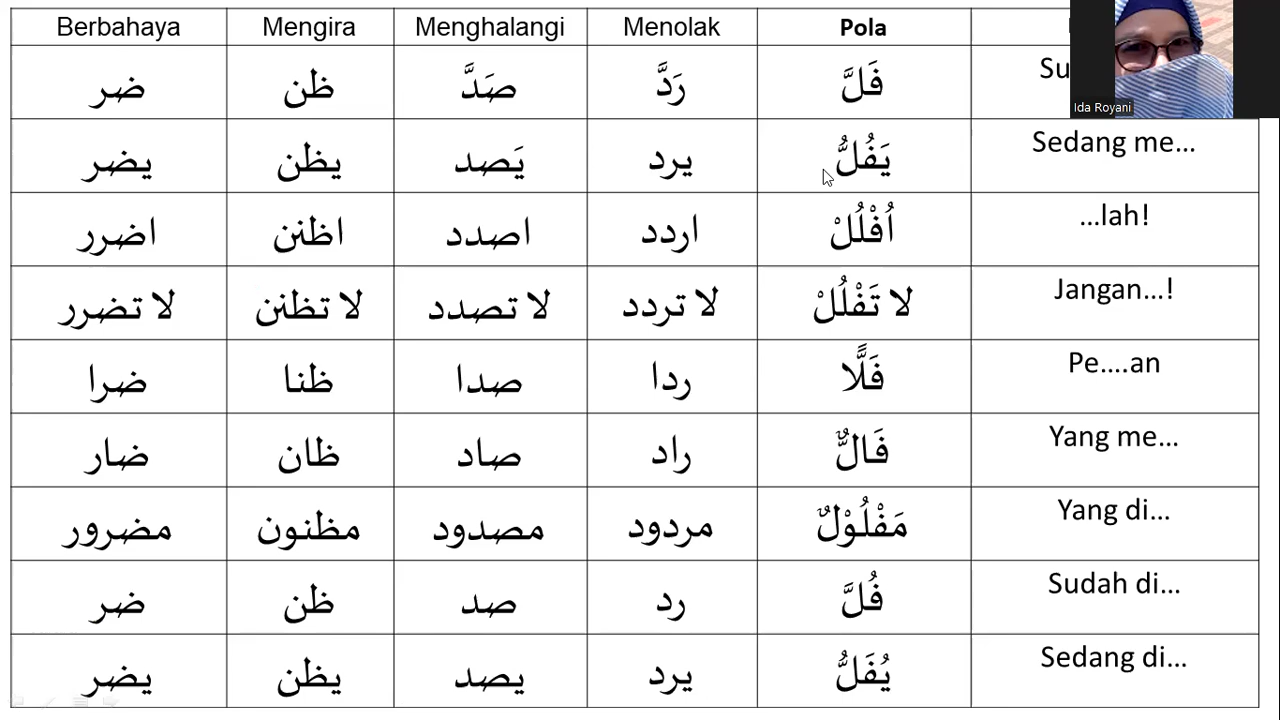 Berbahaya Mengira Menghalangi Menolak Pola
ضر ظن صَدَّ رَدَّ فَلَّ Su
Ida Royani
يضر يظن يَصد يرد يَفُلُّ Sedang me...
اضرر اظنن اصدد اردد اُفْلُلْ ...lah!
لا تضرر لا تظنن لا تصدد لا تردد لا تَفْلُلْ Jangan...!
ضرا ظنا صدا ردا فَلًّا Pe....an
ضار ظان صاد راد فَالٌّ Yang me...
مضرور مظنون مصدود مردود مَفْلُوْلٌ Yang di...
ضر ظن صد رد فُلَّ Sudah di...
يضر يظن يصد يرد يُفَلُّ Sedang di...